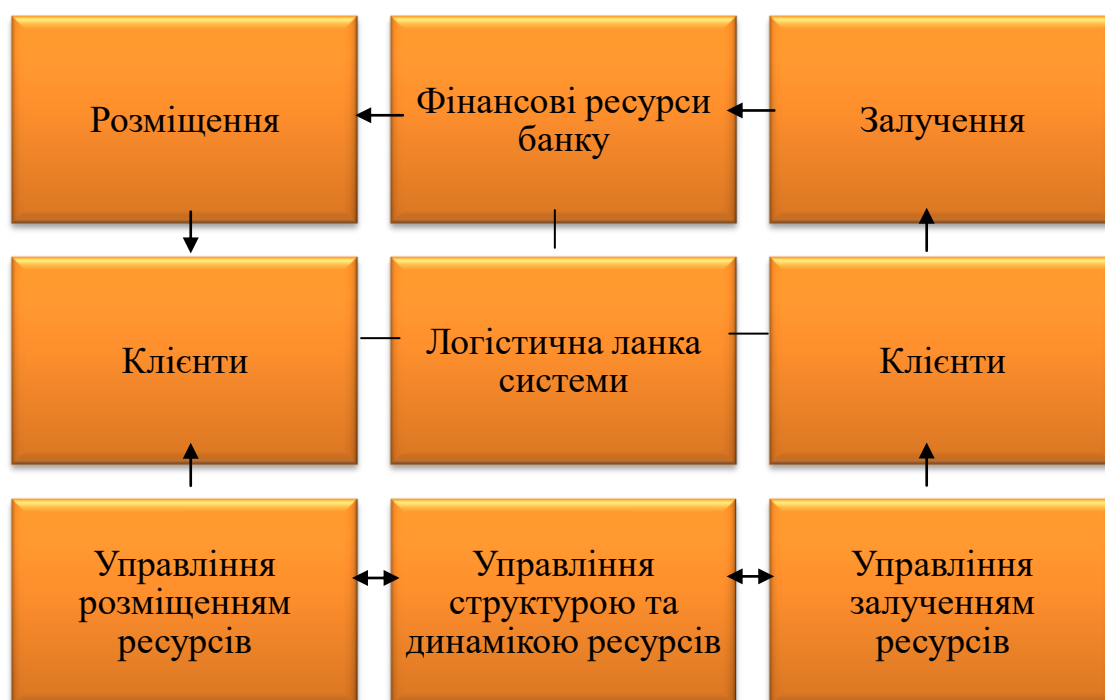 Розміщення
Фінансові ресурси
банку
Залучення
Клієнти
Логістична ланка
системи
Клієнти
Управління
розміщенням
ресурсів
Управління
структурою та
динамікою ресурсів
Управління
залученням
ресурсів